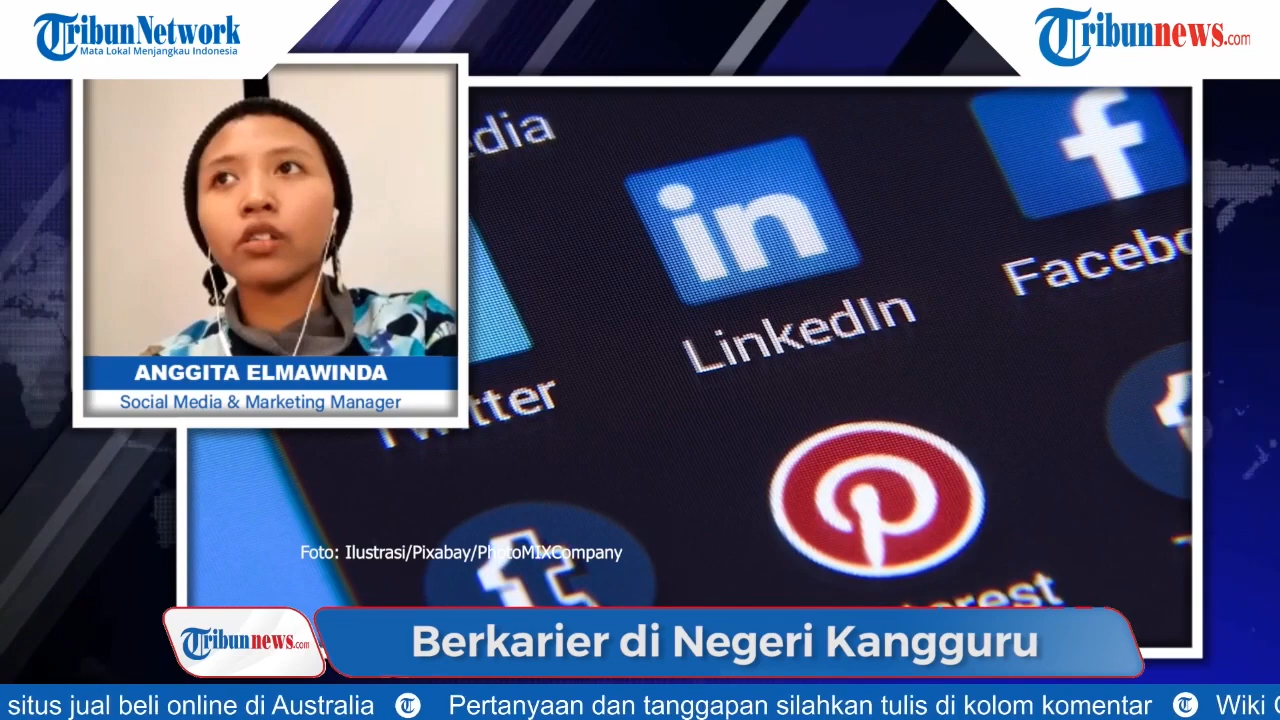 TribunNetwork
Mata Lokal Menjangkau Indonesia
Tribunnews.com
edia
LinkedIn
Facebo
ANGGITA ELMAWINDA
Social Media & Marketing Manager
tter
erest
Foto: Ilustrasi/Pixabay/PhotoMIXCompany
Tribunnews.com
Berkarier di Negeri Kangguru
situs jual beli online di Australia
Pertanyaan dan tanggapan silahkan tulis di kolom komentar
Wiki